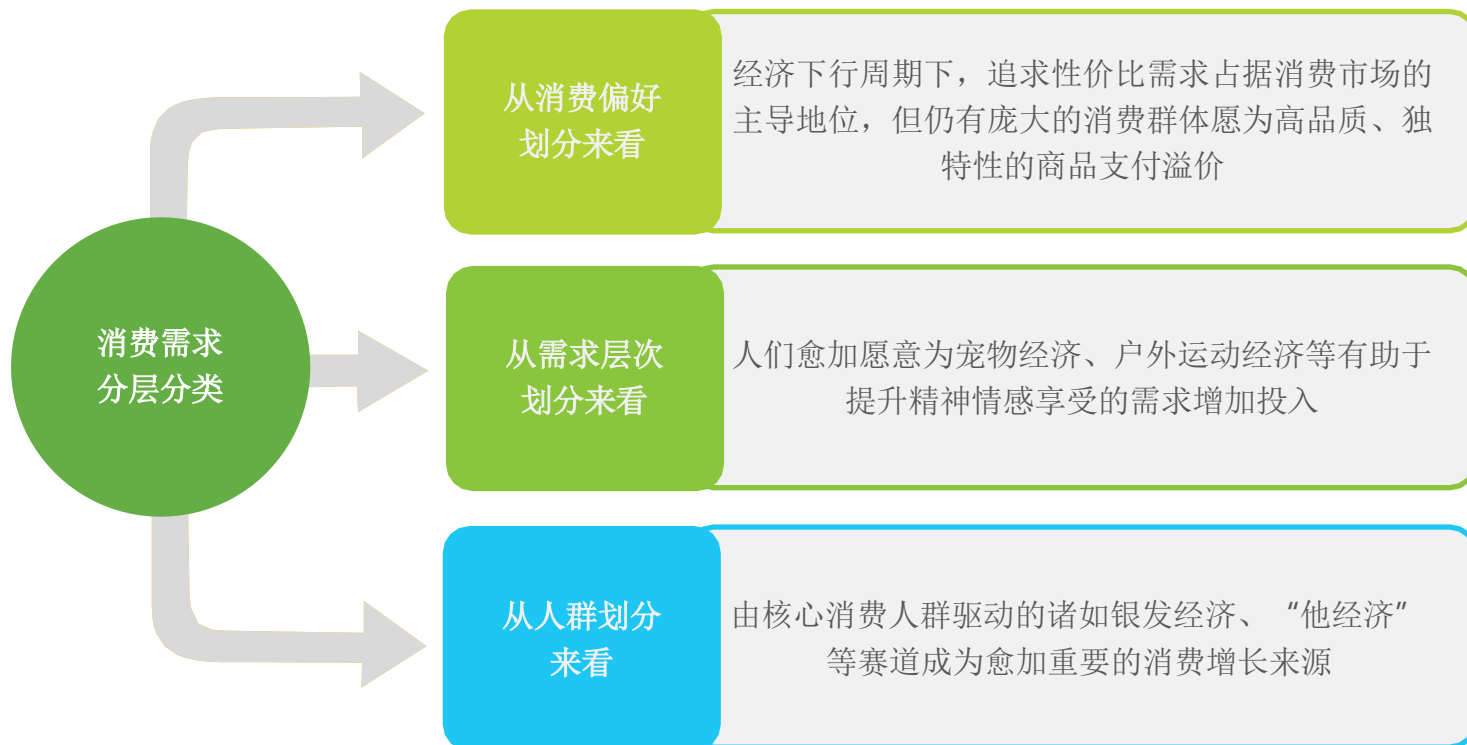 消费需求
分层分类
从消费偏好
划分来看
经济下行周期下，追求性价比需求占据消费市场的
主导地位，但仍有庞大的消费群体愿为高品质、独
特性的商品支付溢价
从需求层次
划分来看
人们愈加愿意为宠物经济、户外运动经济等有助于
提升精神情感享受的需求增加投入
从人群划分
来看
由核心消费人群驱动的诸如银发经济、“他经济”
等赛道成为愈加重要的消费增长来源